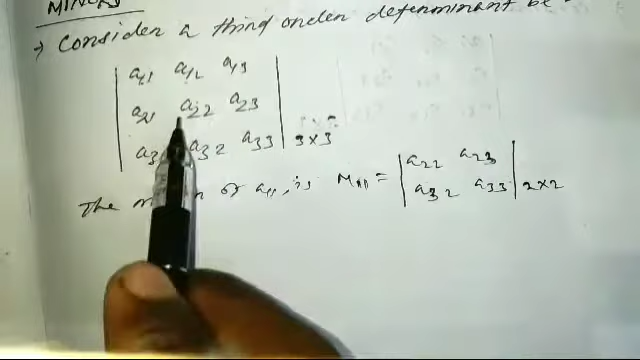 MINORS
→ Consider a third order determinant be
a11 a12 a13
a21 a22 a23
a3 a32 a33 3×3
The of a11, is M11 = a22 a23
a32 a33 2×2